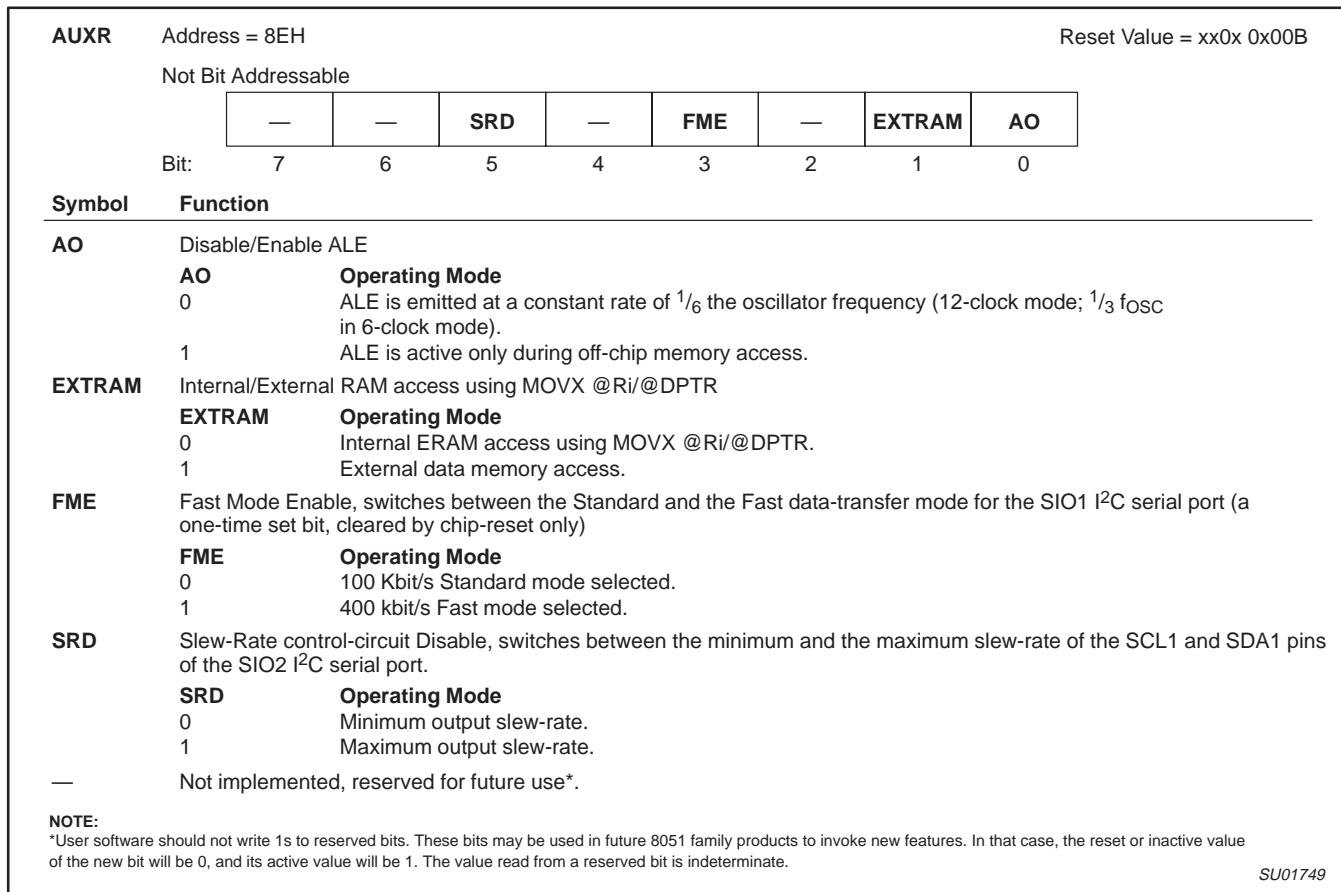 AUXR Address = 8EH Reset Value = xx0x 0x00B
Not Bit Addressable
— — SRD — FME — EXTRAM AO
Bit: 7 6 5 4 3 2 1 0
Symbol Function
AO Disable/Enable ALE
AO Operating Mode
0 ALE is emitted at a constant rate of 1/6 the oscillator frequency (12-clock mode; 1/3 fOSC
in 6-clock mode).
1 ALE is active only during off-chip memory access.
EXTRAM Internal/External RAM access using MOVX @Ri/@DPTR
EXTRAM Operating Mode
0 Internal ERAM access using MOVX @Ri/@DPTR.
1 External data memory access.
FME Fast Mode Enable, switches between the Standard and the Fast data-transfer mode for the SIO1 I2C serial port (a
one-time set bit, cleared by chip-reset only)
FME Operating Mode
0 100 Kbit/s Standard mode selected.
1 400 kbit/s Fast mode selected.
SRD Slew-Rate control-circuit Disable, switches between the minimum and the maximum slew-rate of the SCL1 and SDA1 pins
of the SIO2 I2C serial port.
SRD Operating Mode
0 Minimum output slew-rate.
1 Maximum output slew-rate.
— Not implemented, reserved for future use*.
NOTE:
*User software should not write 1s to reserved bits. These bits may be used in future 8051 family products to invoke new features. In that case, the reset or inactive value
of the new bit will be 0, and its active value will be 1. The value read from a reserved bit is indeterminate.
SU01749